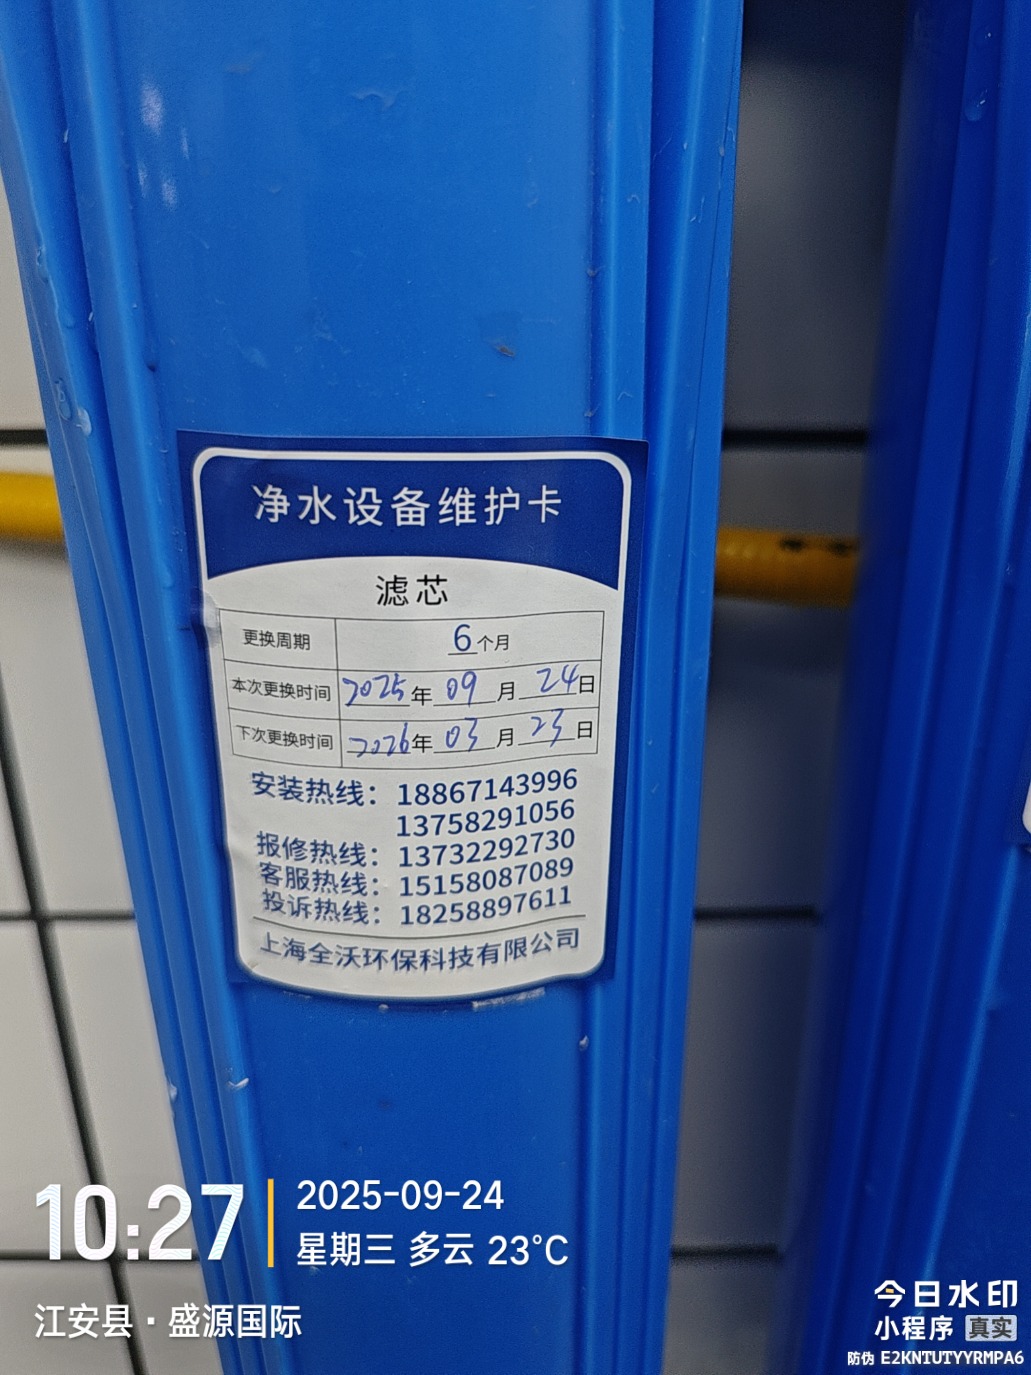 净水设备维护卡
滤芯
更换周期 6个月
本次更换时间 2025年09月24日
下次更换时间 2026年03月23日
安装热线：18867143996
13758291056
报修热线：13732292730
客服热线：15158087089
投诉热线：18258897611
上海全沃环保科技有限公司
10:27
2025-09-24
星期三 多云 23°C
江安县·盛源国际
今日水印
小程序 真实
防伪 E2KNTUTYYRMPA6